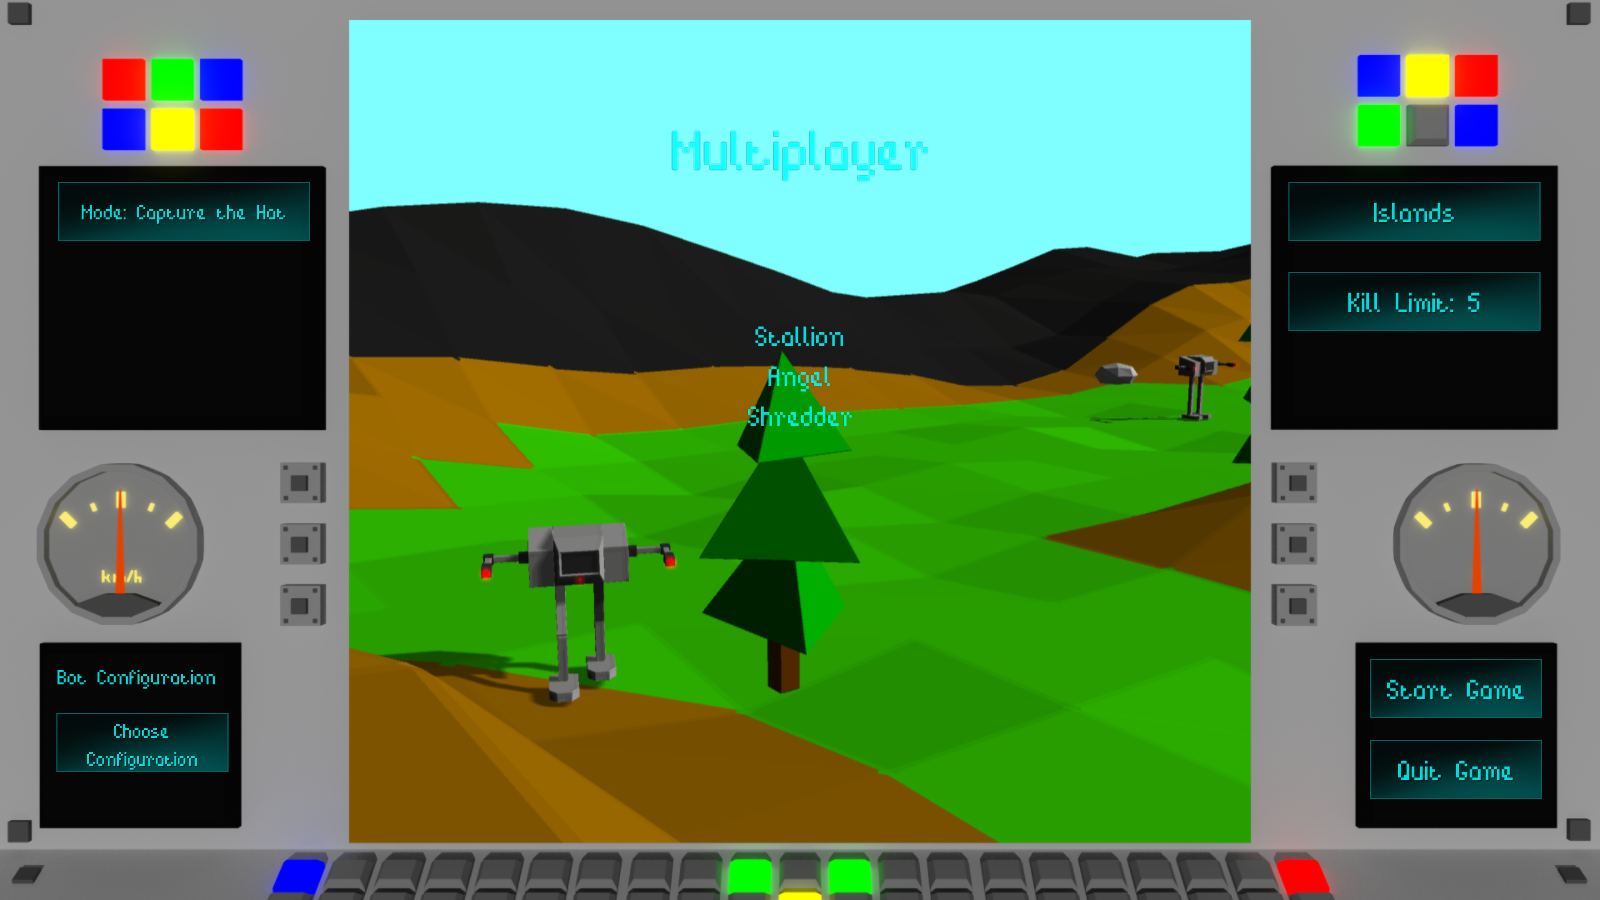 Multiplayer
Mode: Capture the Hat
Islands
Kill Limit: 5
Stallion
Angel
Shredder
km/h
Bot Configuration
Choose
Configuration
Start Game
Quit Game